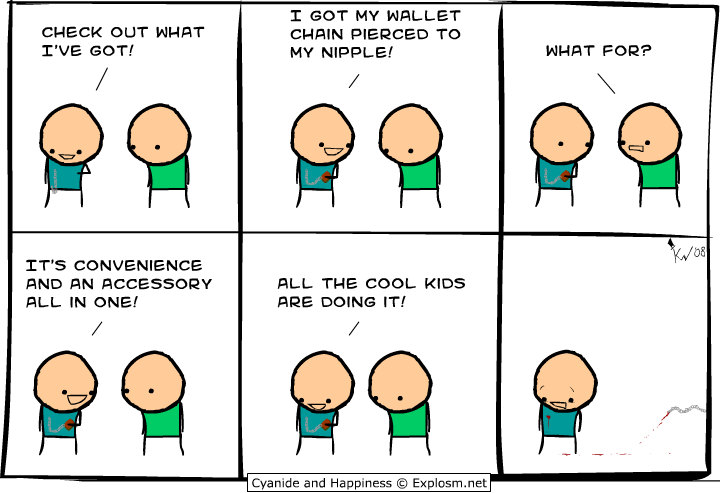 CHECK OUT WHAT
I'VE GOT!
I GOT MY WALLET
CHAIN PIERCED TO
MY NIPPLE!
WHAT FOR?
IT'S CONVENIENCE
AND AN ACCESSORY
ALL IN ONE!
ALL THE COOL KIDS
ARE DOING IT!
'08
Cyanide and Happiness © Explosm.net